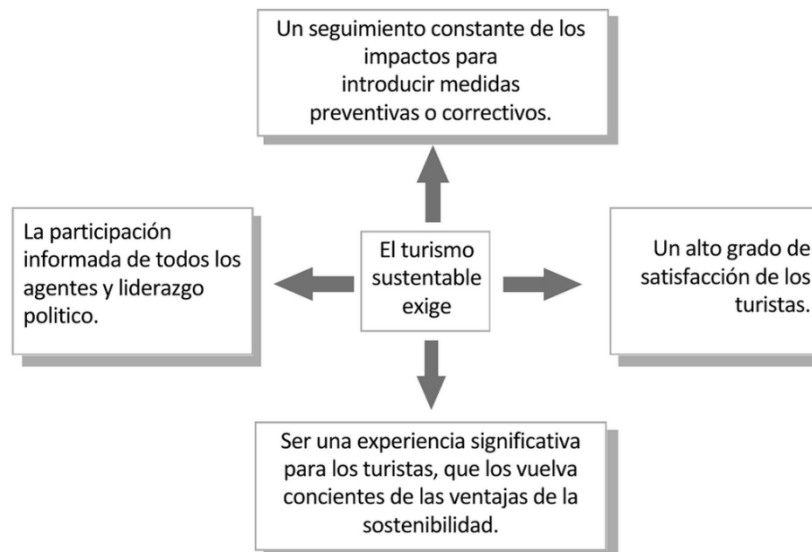 Un seguimiento constante de los
impactos para
introducir medidas
preventivas o correctivos.
La participación
informada de todos los
agentes y liderazgo
politico.
El turismo
sustentable
exige
Un alto grado de
satisfacción de los
turistas.
Ser una experiencia significativa
para los turistas, que los vuelva
concientes de las ventajas de la
sostenibilidad.